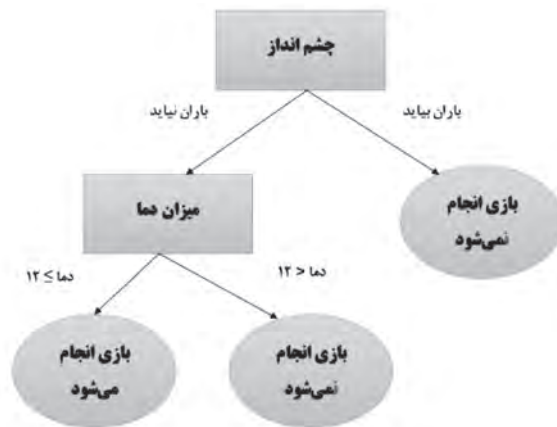 چشم انداز
باران بیاید
باران نیاید
بازی انجام
نمی‌شود
میزان دما
دما < ۱۲
دما ≥ ۱۲
بازی انجام
نمی‌شود
بازی انجام
می‌شود